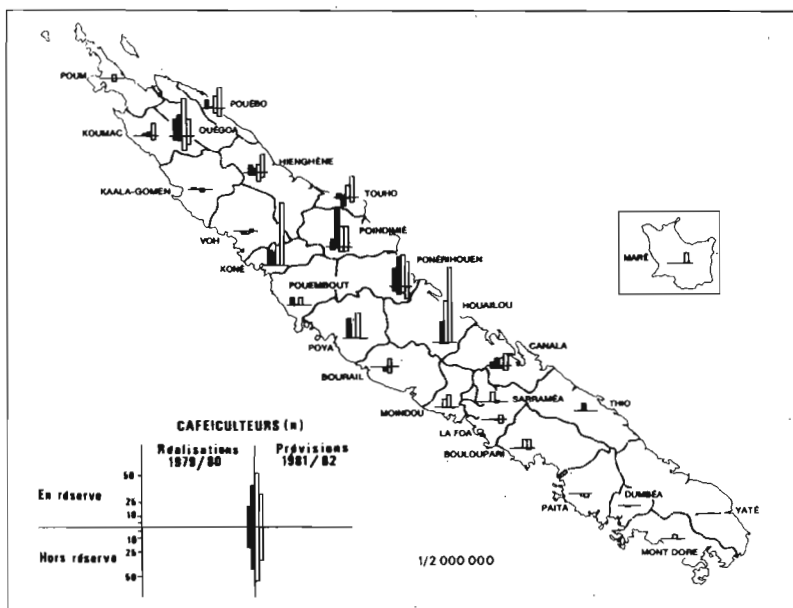 POUM
POUÉBO
KOUMAC
OUÉGOA
HIENGHÈNE
KAALA-GOMEN
TOUHO
POINDIMIÉ
VOH
KONÉ
PONÉRIHOUEN
MARÉ
POUEMBOUT
HOUAILOU
POYA
CANALA
BOURAIL
SARRAMÉA
THIO
MOINDOU
LA FOA
BOULOUPARI
CAFEICULTEURS (n)
Réalisations
1979/80
Prévisions
1981/82
PAITA
DUMBÉA
YATÉ
MONT DORE
En réserve
50
25
10
10
25
50
Hors réserve
1/2 000 000